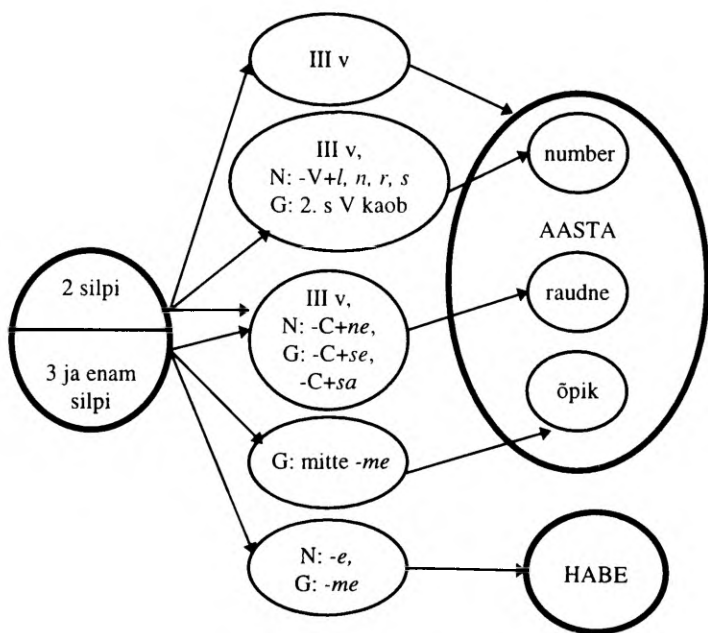 2 silpi
3 ja enam
silpi
III v
III v,
N: -V+l, n, r, s
G: 2. s V kaob
III v,
N: -C+ne,
G: -C+se,
-C+sa
G: mitte -me
N: -e,
G: -me
number
AASTA
raudne
õpik
HABE